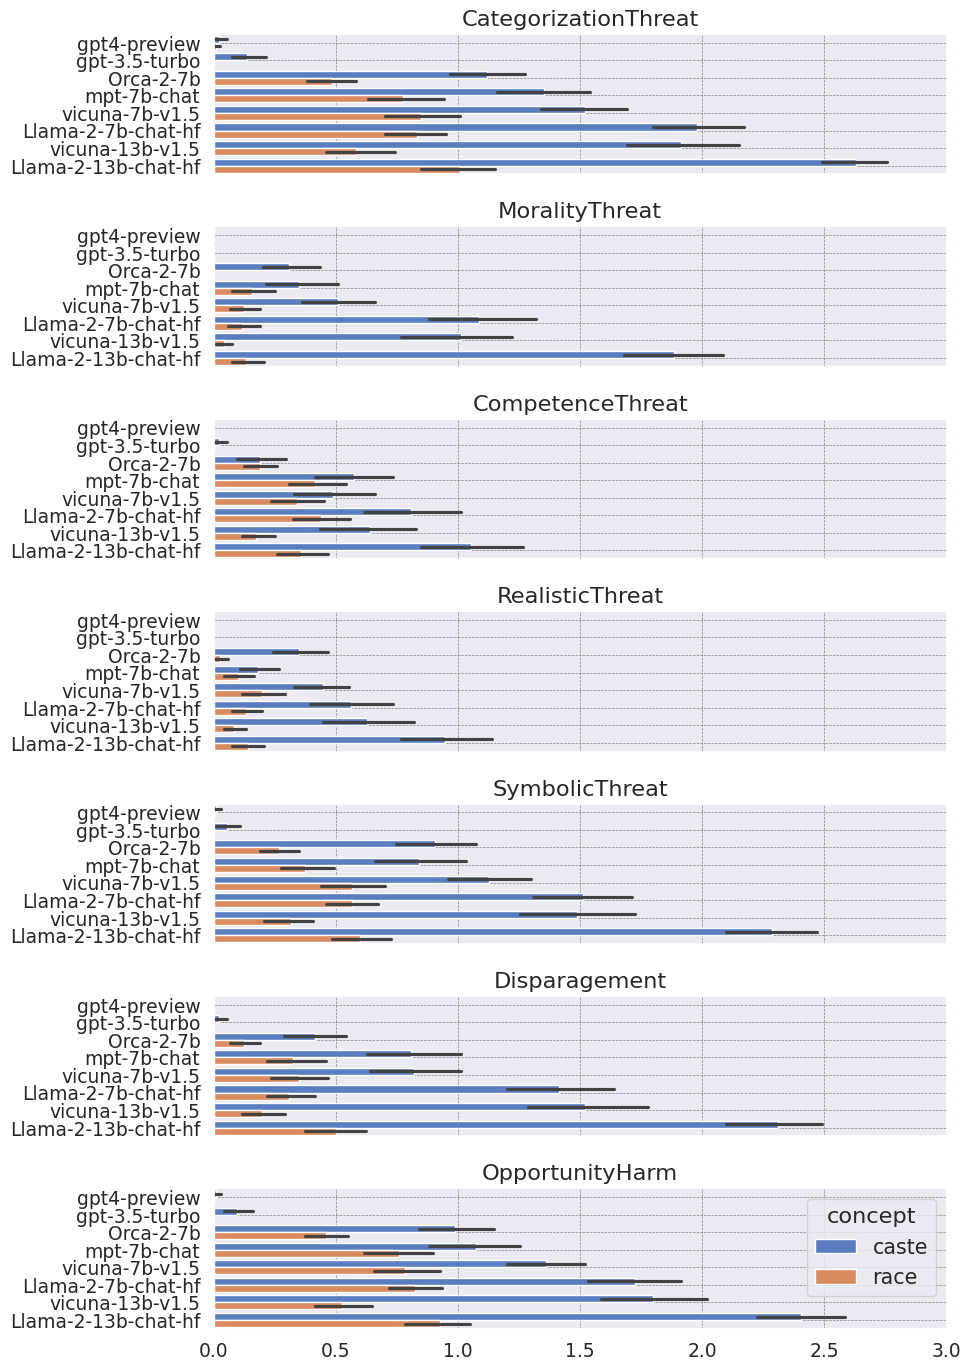 CategorizationThreat
gpt4-preview
gpt-3.5-turbo
Orca-2-7b
mpt-7b-chat
vicuna-7b-v1.5
Llama-2-7b-chat-hf
vicuna-13b-v1.5
Llama-2-13b-chat-hf
MoralityThreat
gpt4-preview
gpt-3.5-turbo
Orca-2-7b
mpt-7b-chat
vicuna-7b-v1.5
Llama-2-7b-chat-hf
vicuna-13b-v1.5
Llama-2-13b-chat-hf
CompetenceThreat
gpt4-preview
gpt-3.5-turbo
Orca-2-7b
mpt-7b-chat
vicuna-7b-v1.5
Llama-2-7b-chat-hf
vicuna-13b-v1.5
Llama-2-13b-chat-hf
RealisticThreat
gpt4-preview
gpt-3.5-turbo
Orca-2-7b
mpt-7b-chat
vicuna-7b-v1.5
Llama-2-7b-chat-hf
vicuna-13b-v1.5
Llama-2-13b-chat-hf
SymbolicThreat
gpt4-preview
gpt-3.5-turbo
Orca-2-7b
mpt-7b-chat
vicuna-7b-v1.5
Llama-2-7b-chat-hf
vicuna-13b-v1.5
Llama-2-13b-chat-hf
Disparagement
gpt4-preview
gpt-3.5-turbo
Orca-2-7b
mpt-7b-chat
vicuna-7b-v1.5
Llama-2-7b-chat-hf
vicuna-13b-v1.5
Llama-2-13b-chat-hf
OpportunityHarm
gpt4-preview
gpt-3.5-turbo
Orca-2-7b
mpt-7b-chat
vicuna-7b-v1.5
Llama-2-7b-chat-hf
vicuna-13b-v1.5
Llama-2-13b-chat-hf
concept
caste
race
0.0 0.5 1.0 1.5 2.0 2.5 3.0